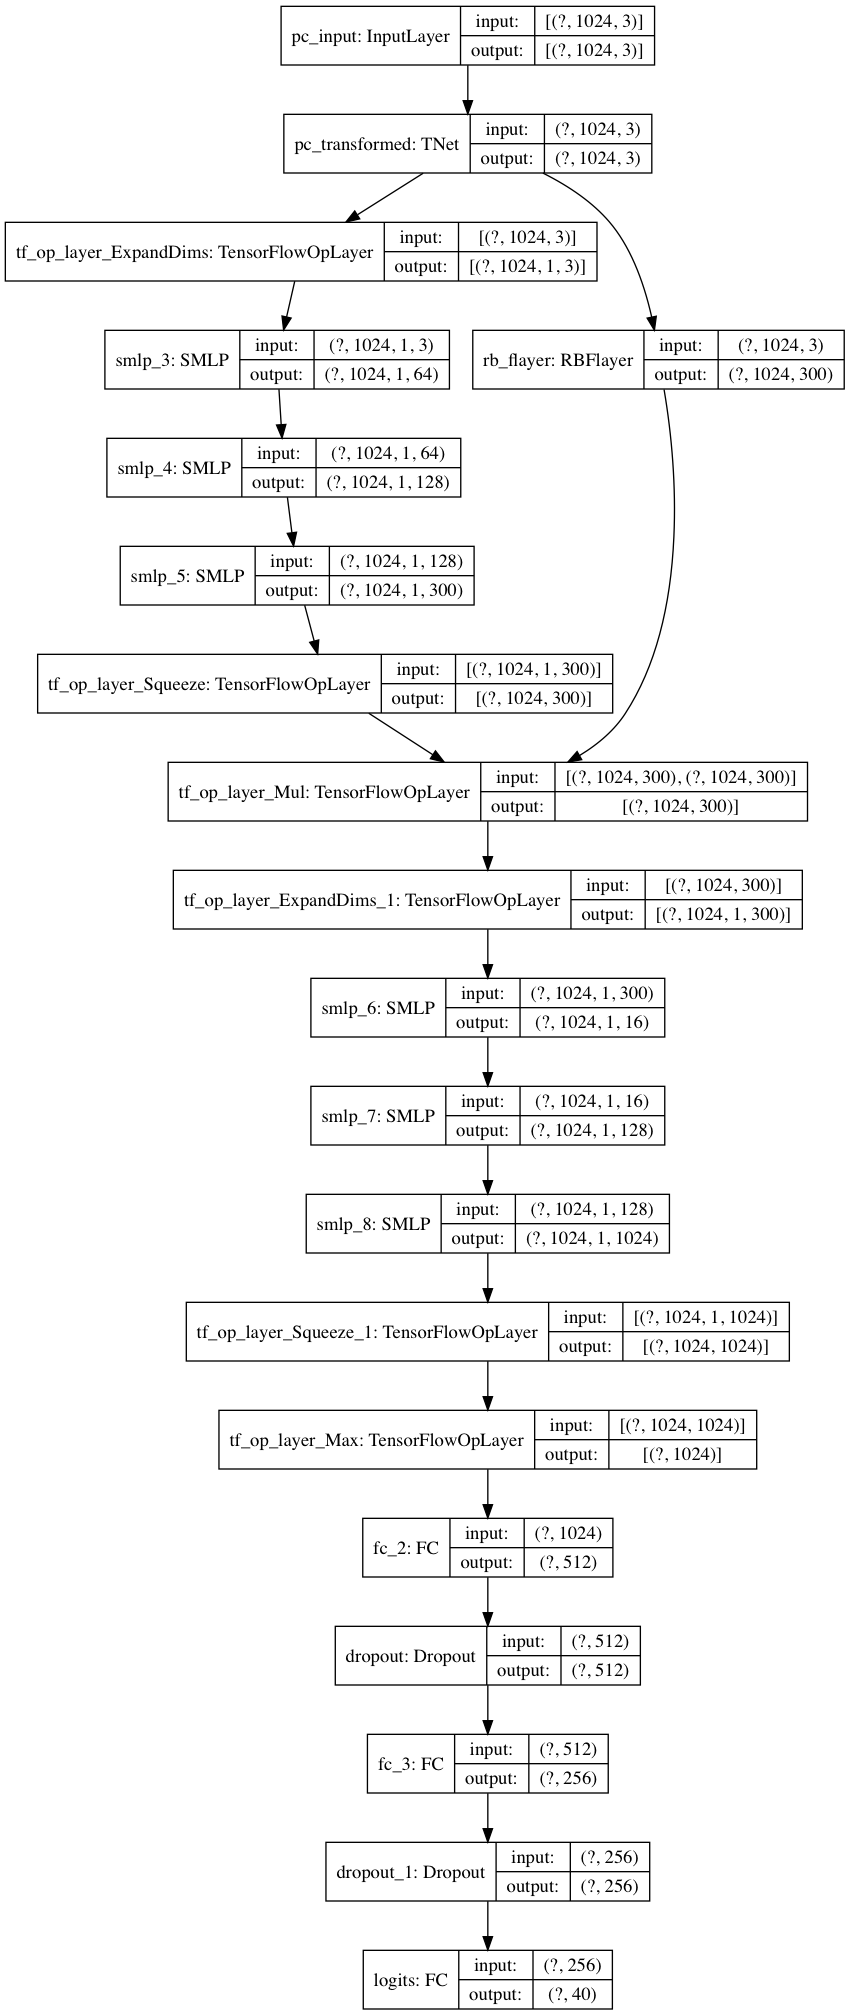 pc_input: InputLayer
input: [(?, 1024, 3)]
output: [(?, 1024, 3)]
pc_transformed: TNet
input: (?, 1024, 3)
output: (?, 1024, 3)
tf_op_layer_ExpandDims: TensorFlowOpLayer
input: [(?, 1024, 3)]
output: [(?, 1024, 1, 3)]
smlp_3: SMLP
input: (?, 1024, 1, 3)
output: (?, 1024, 1, 64)
rb_flayer: RBFlayer
input: (?, 1024, 3)
output: (?, 1024, 300)
smlp_4: SMLP
input: (?, 1024, 1, 64)
output: (?, 1024, 1, 128)
smlp_5: SMLP
input: (?, 1024, 1, 128)
output: (?, 1024, 1, 300)
tf_op_layer_Squeeze: TensorFlowOpLayer
input: [(?, 1024, 1, 300)]
output: [(?, 1024, 300)]
tf_op_layer_Mul: TensorFlowOpLayer
input: [(?, 1024, 300), (?, 1024, 300)]
output: [(?, 1024, 300)]
tf_op_layer_ExpandDims_1: TensorFlowOpLayer
input: [(?, 1024, 300)]
output: [(?, 1024, 1, 300)]
smlp_6: SMLP
input: (?, 1024, 1, 300)
output: (?, 1024, 1, 16)
smlp_7: SMLP
input: (?, 1024, 1, 16)
output: (?, 1024, 1, 128)
smlp_8: SMLP
input: (?, 1024, 1, 128)
output: (?, 1024, 1, 1024)
tf_op_layer_Squeeze_1: TensorFlowOpLayer
input: [(?, 1024, 1, 1024)]
output: [(?, 1024, 1024)]
tf_op_layer_Max: TensorFlowOpLayer
input: [(?, 1024, 1024)]
output: [(?, 1024)]
fc_2: FC
input: (?, 1024)
output: (?, 512)
dropout: Dropout
input: (?, 512)
output: (?, 512)
fc_3: FC
input: (?, 512)
output: (?, 256)
dropout_1: Dropout
input: (?, 256)
output: (?, 256)
logits: FC
input: (?, 256)
output: (?, 40)